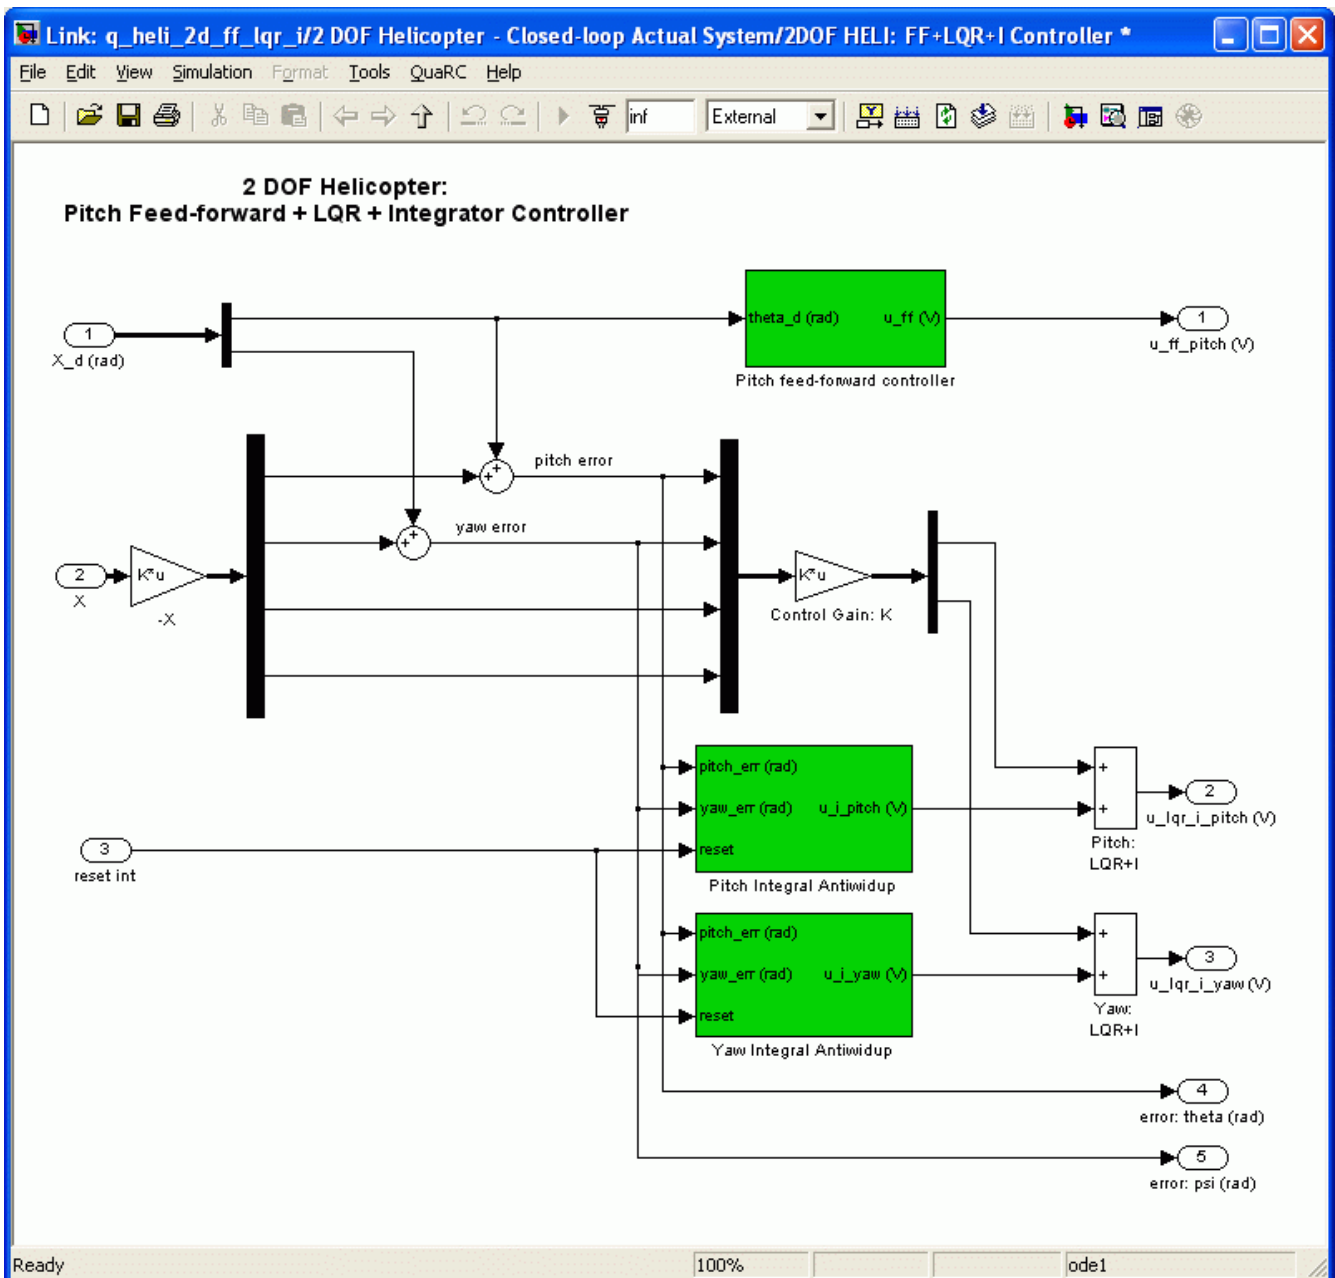 Link: q_heli_2d_ff_lqr_i/2 DOF Helicopter - Closed-loop Actual System/2DOF HELI: FF+LQR+I Controller *
File Edit View Simulation Format Tools QuaRC Help
inf External
2 DOF Helicopter:
Pitch Feed-forward + LQR + Integrator Controller
1
X_d (rad)
theta_d (rad) u_ff (V)
Pitch feed-forward controller
1
u_ff_pitch (V)
pitch error
yaw error
2
X
K*u
-X
K*u
Control Gain: K
pitch_err (rad)
yaw_err (rad) u_i_pitch (V)
reset
Pitch Integral Antiwidup
3
reset int
+
+
Pitch:
LQR+I
2
u_lqr_i_pitch (V)
pitch_err (rad)
yaw_err (rad) u_i_yaw (V)
reset
Yaw Integral Antiwidup
+
+
Yaw:
LQR+I
3
u_lqr_i_yaw (V)
4
error: theta (rad)
5
error: psi (rad)
Ready 100% ode1